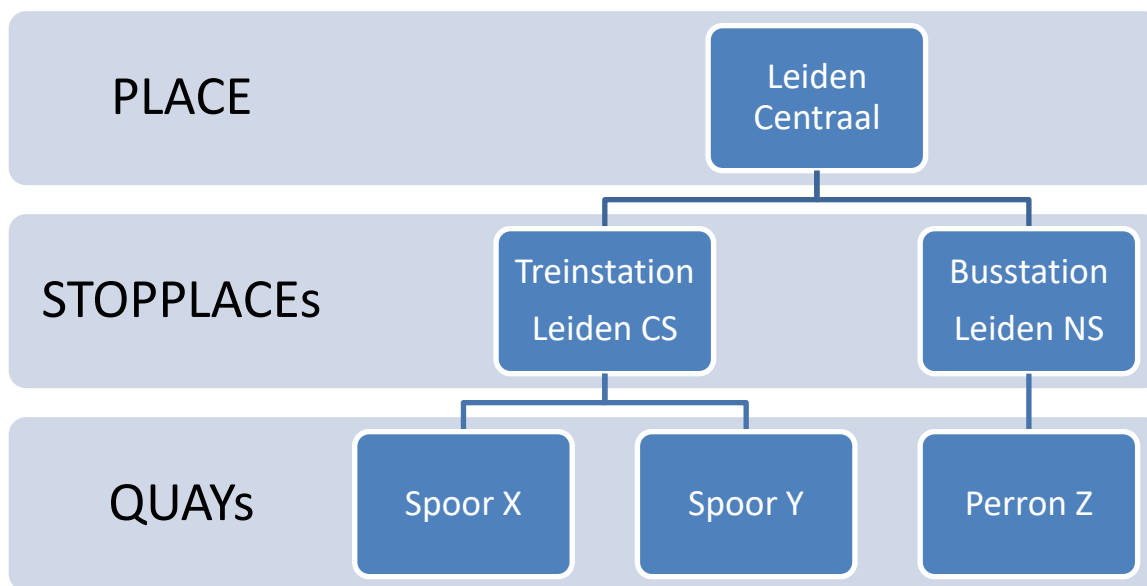 PLACE
Leiden
Centraal
STOPPLACEs
Treinstation
Leiden CS
Busstation
Leiden NS
QUAYs
Spoor X
Spoor Y
Perron Z